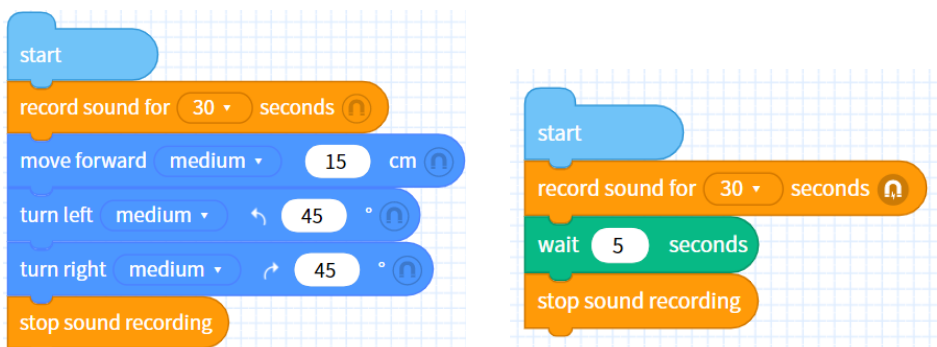 start
record sound for 30 seconds
move forward medium 15 cm
turn left medium 45 °
turn right medium 45 °
stop sound recording
start
record sound for 30 seconds
wait 5 seconds
stop sound recording